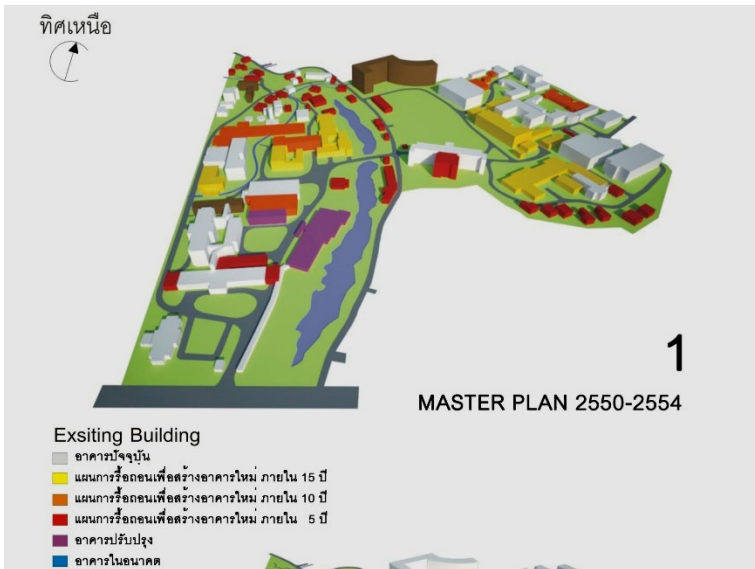 ทิศเหนือ
1
MASTER PLAN 2550-2554
Exsiting Building
อาคารปัจจุบัน
แผนการรื้อถอนเพื่อสร้างอาคารใหม่ ภายใน 15 ปี
แผนการรื้อถอนเพื่อสร้างอาคารใหม่ ภายใน 10 ปี
แผนการรื้อถอนเพื่อสร้างอาคารใหม่ ภายใน 5 ปี
อาคารปรับปรุง
อาคารในอนาคต